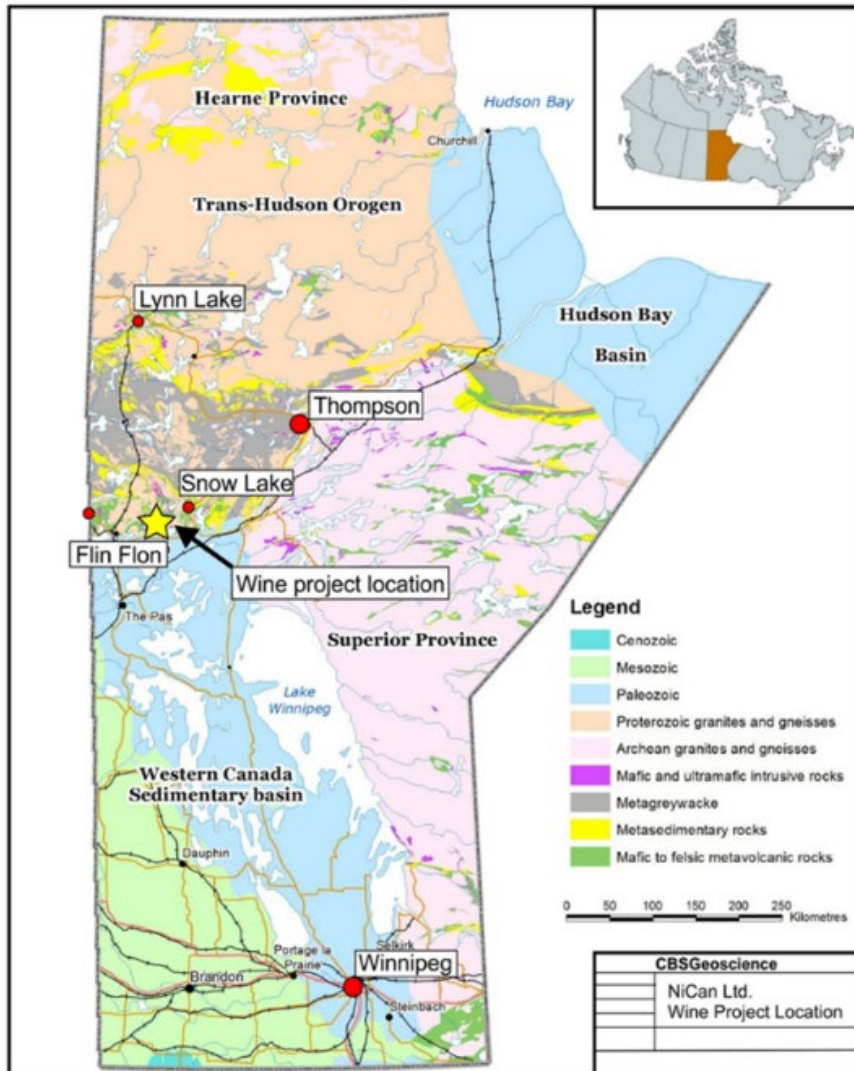 Hearne Province
Hudson Bay
Churchill
Trans-Hudson Orogen
Lynn Lake
Hudson Bay
Basin
Thompson
Snow Lake
Flin Flon
Wine project location
The Pas
Superior Province
Lake
Winnipeg
Western Canada
Sedimentary basin
Dauphin
Portage la
Prairie
Selkirk
Winnipeg
Brandon
Steinbach
Legend
Cenozoic
Mesozoic
Paleozoic
Proterozoic granites and gneisses
Archean granites and gneisses
Mafic and ultramafic intrusive rocks
Metagreywacke
Metasedimentary rocks
Mafic to felsic metavolcanic rocks
0 50 100 150 200 250
Kilometres
CBSGeoscience
NiCan Ltd.
Wine Project Location